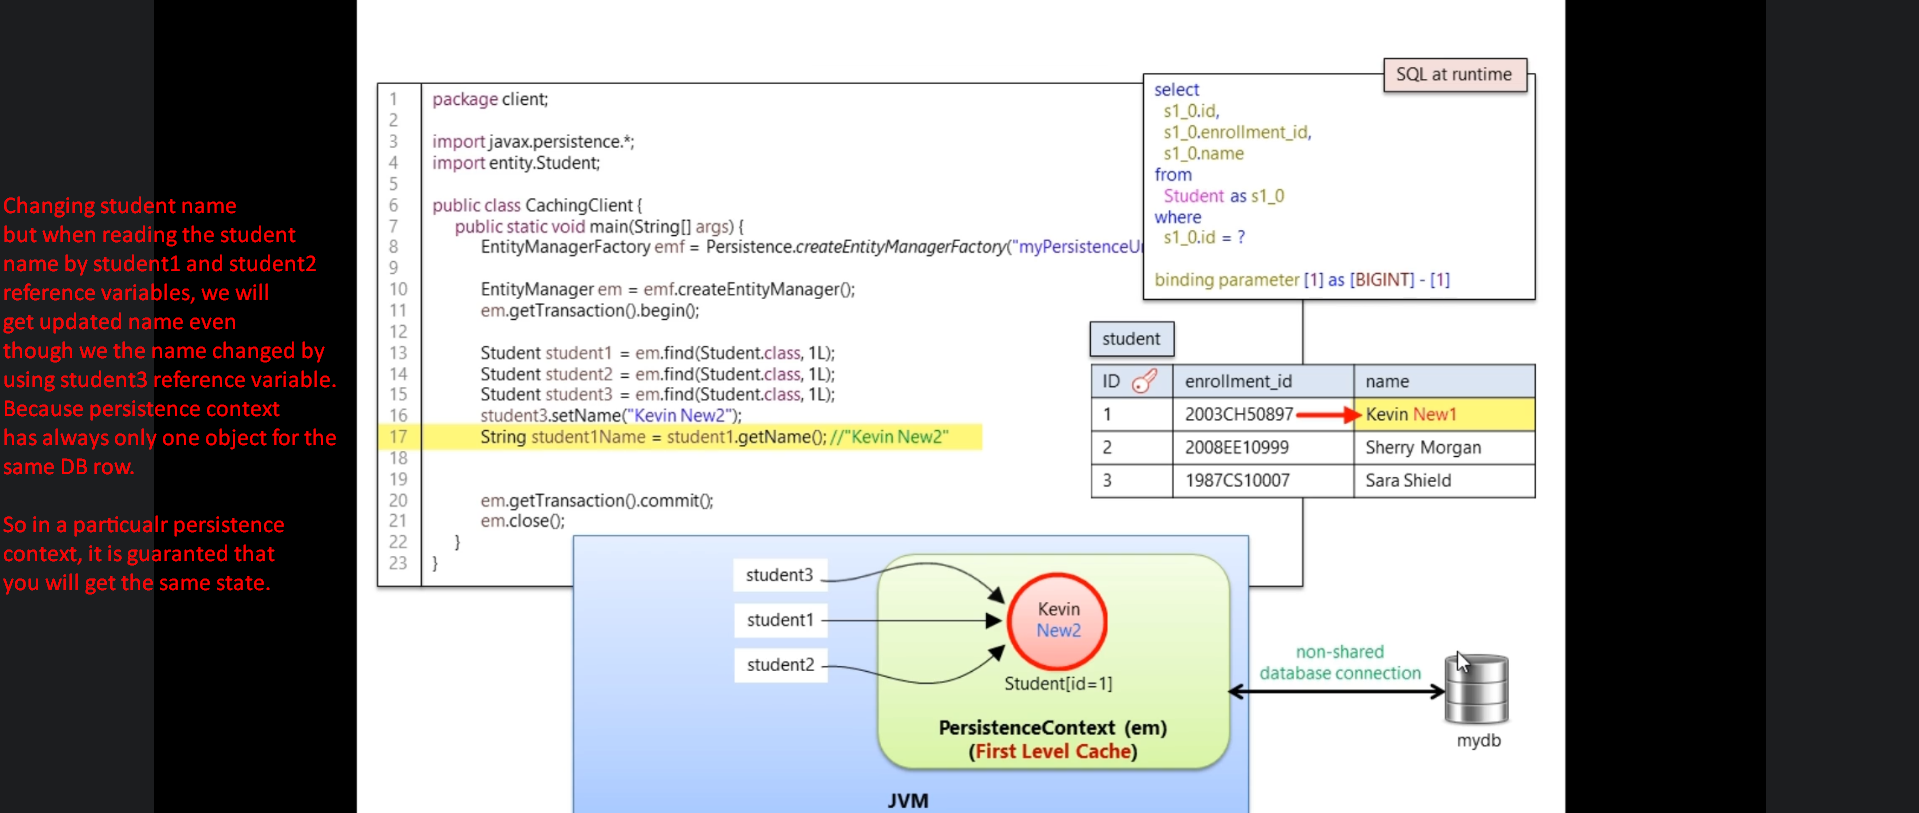 Changing student name
but when reading the student
name by student1 and student2
reference variables, we will
get updated name even
though we the name changed by
using student3 reference variable.
Because persistence context
has always only one object for the
same DB row.
So in a particualr persistence
context, it is guaranted that
you will get the same state.
1 package client;
2
3 import javax.persistence.*;
4 import entity.Student;
5
6 public class CachingClient {
7 public static void main(String[] args) {
8 EntityManagerFactory emf = Persistence.createEntityManagerFactory("myPersistenceU
9
10 EntityManager em = emf.createEntityManager();
11 em.getTransaction().begin();
12
13 Student student1 = em.find(Student.class, 1L);
14 Student student2 = em.find(Student.class, 1L);
15 Student student3 = em.find(Student.class, 1L);
16 student3.setName("Kevin New2");
17 String student1Name = student1.getName(); //"Kevin New2"
18
19
20 em.getTransaction().commit();
21 em.close();
22 }
23 }
SQL at runtime
select
s1_0.id,
s1_0.enrollment_id,
s1_0.name
from
Student as s1_0
where
s1_0.id = ?
binding parameter [1] as [BIGINT] - [1]
student
ID enrollment_id name
1 2003CH50897 Kevin New1
2 2008EE10999 Sherry Morgan
3 1987CS10007 Sara Shield
student3
student1
student2
Kevin
New2
Student[id=1]
PersistenceContext (em)
(First Level Cache)
JVM
non-shared
database connection
mydb